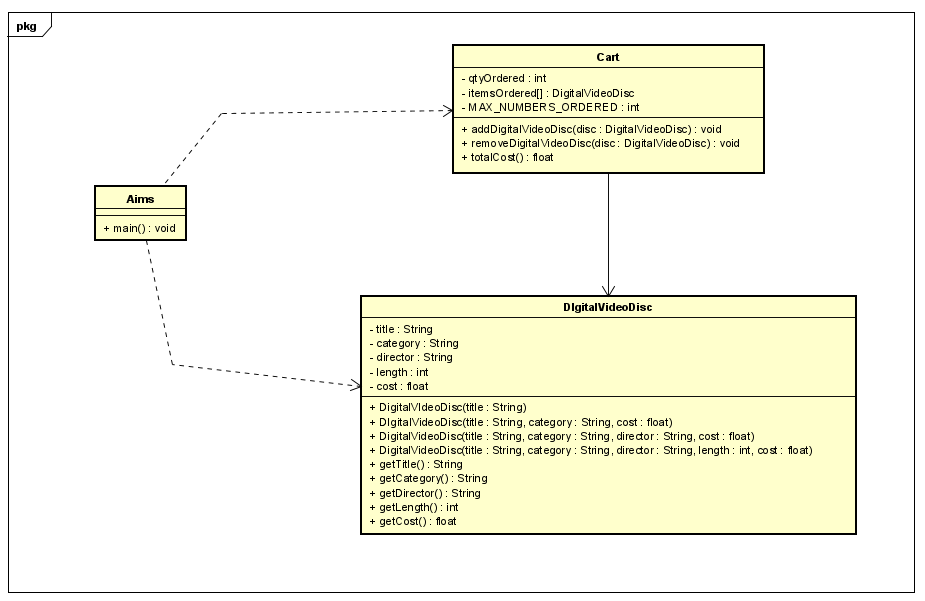 pkg
Cart
- qtyOrdered : int
- itemsOrdered[] : DigitalVideoDisc
- MAX_NUMBERS_ORDERED : int
+ addDigitalVideoDisc(disc : DigitalVideoDisc) : void
+ removeDigitalVideoDisc(disc : DigitalVideoDisc) : void
+ totalCost() : float
Aims
+ main() : void
DIgitalVideoDisc
- title : String
- category : String
- director : String
- length : int
- cost : float
+ DigitalVIdeoDisc(title : String)
+ DIgitalVideoDisc(title : String, category : String, cost : float)
+ DigitalVideoDisc(title : String, category : String, director : String, cost : float)
+ DigitalVideoDisc(title : String, category : String, director : String, length : int, cost : float)
+ getTitle() : String
+ getCategory() : String
+ getDirector() : String
+ getLength() : int
+ getCost() : float